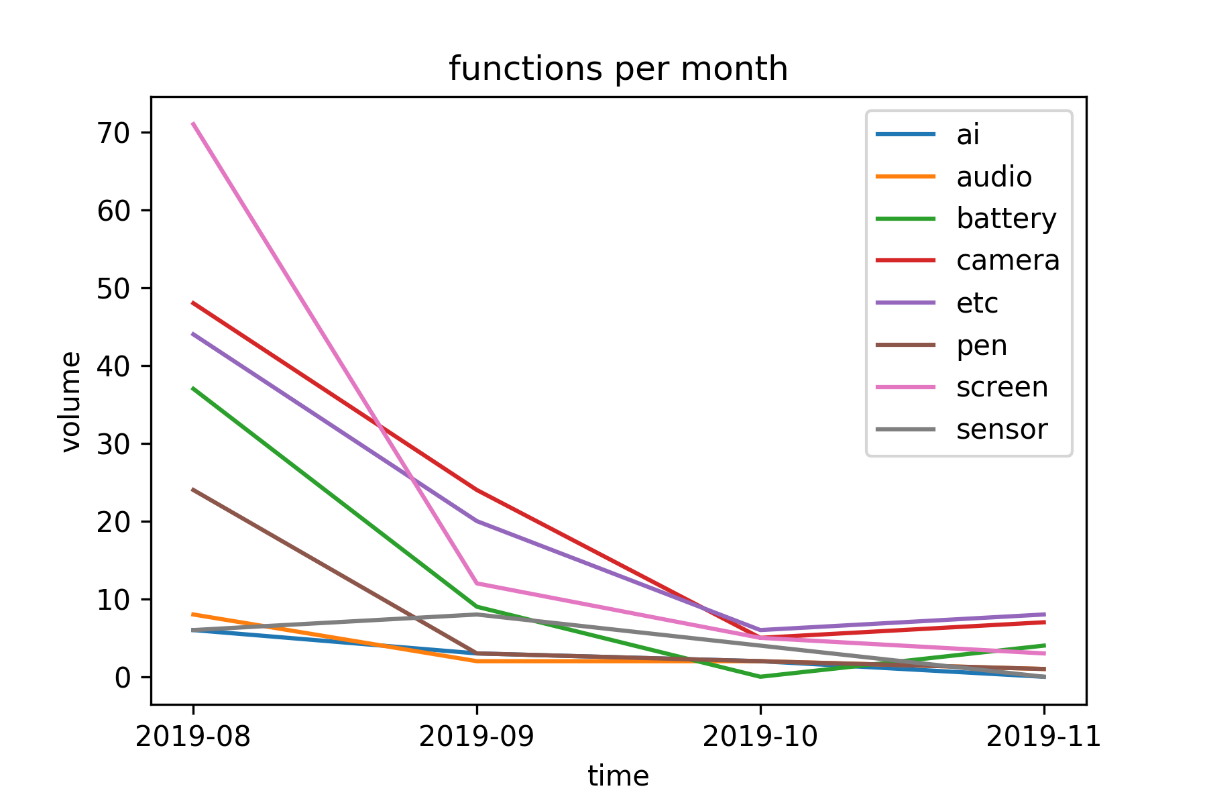 functions per month
70
60
50
40
30
20
10
0
volume
2019-08 2019-09 2019-10 2019-11
time
ai
audio
battery
camera
etc
pen
screen
sensor